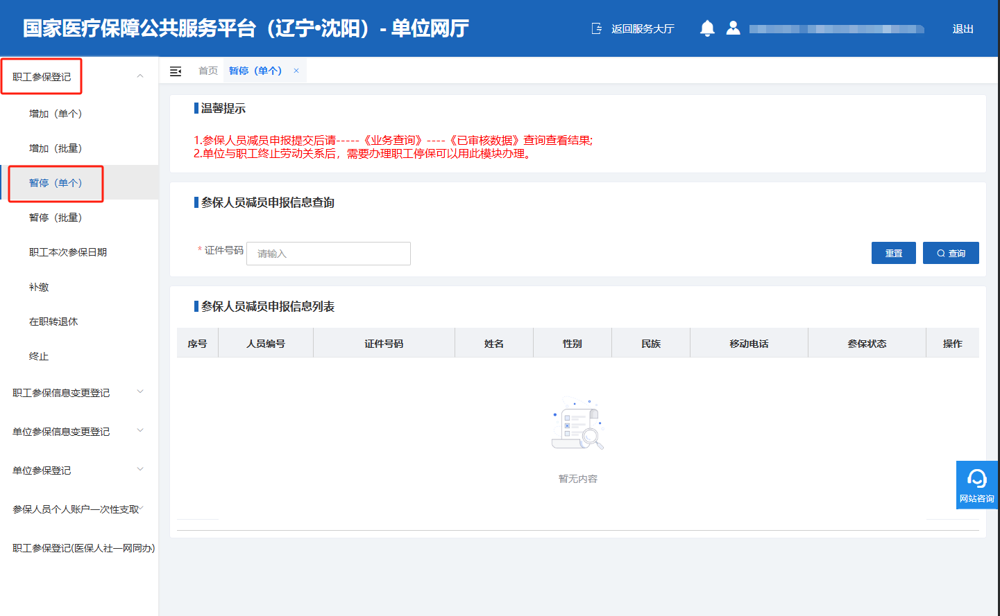 国家医疗保障公共服务平台（辽宁•沈阳）- 单位网厅
返回服务大厅
退出
职工参保登记
增加（单个）
增加（批量）
暂停（单个）
暂停（批量）
职工本次参保日期
补缴
在职转退休
终止
职工参保信息变更登记
单位参保信息变更登记
单位参保登记
参保人员个人账户一次性支取
职工参保登记(医保人社一网同办)
首页 暂停（单个） ×
温馨提示
1.参保人员减员申报提交后请-----《业务查询》----《已审核数据》查询查看结果;
2.单位与职工终止劳动关系后，需要办理职工停保可以用此模块办理。
参保人员减员申报信息查询
* 证件号码 请输入 重置 查询
参保人员减员申报信息列表
序号 人员编号 证件号码 姓名 性别 民族 移动电话 参保状态 操作
暂无内容
网站咨询